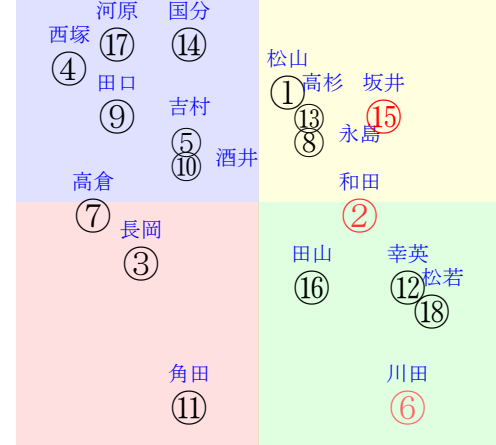 河原 国分
西塚 ⑰ ⑭
④ 松山
田口 高杉 坂井
① 
⑨ 吉村 ⑬ ⑮
⑤ ⑧ 永島
⑩ 酒井
高倉 和田
⑦ ②
長岡
③ 田山 幸英
⑯ ⑫ 松若
⑱
角田 川田
⑪ ⑥